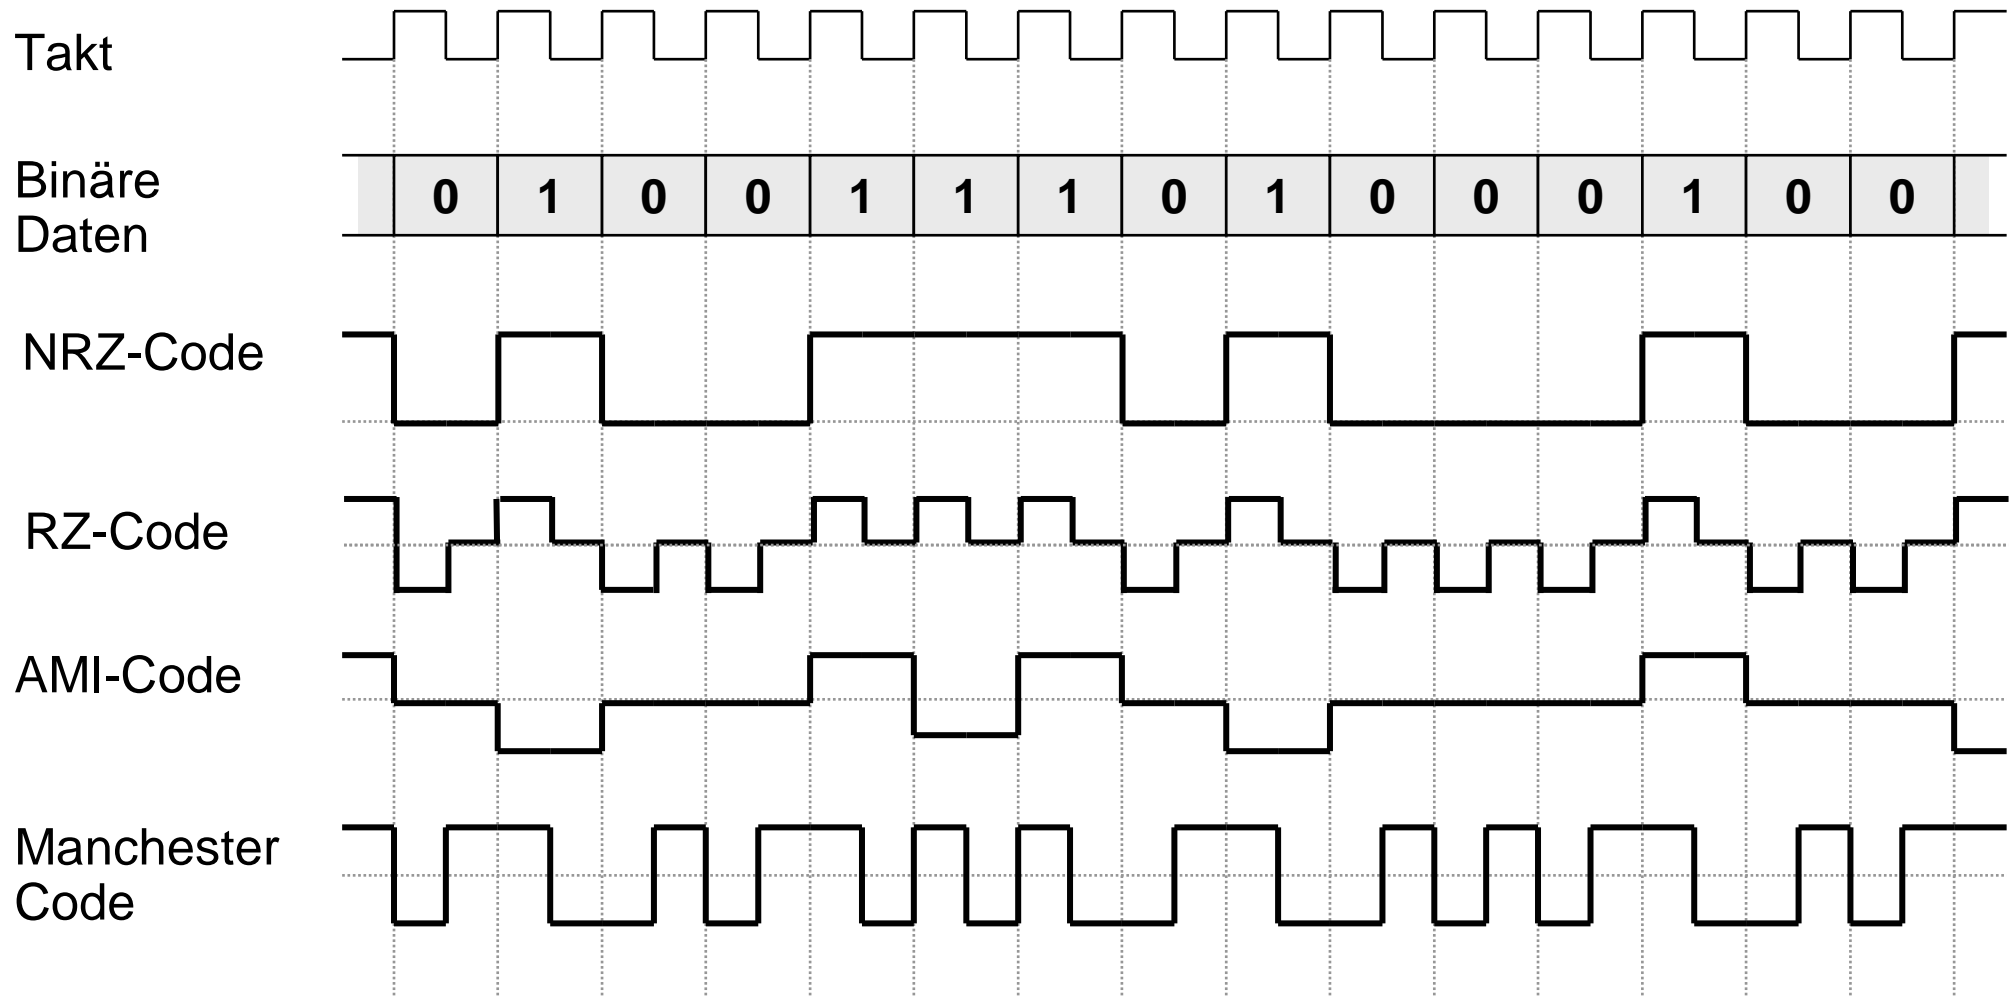 Takt
Binäre
Daten
0 1 0 0 1 1 1 0 1 0 0 0 1 0 0
NRZ-Code
RZ-Code
AMI-Code
Manchester
Code